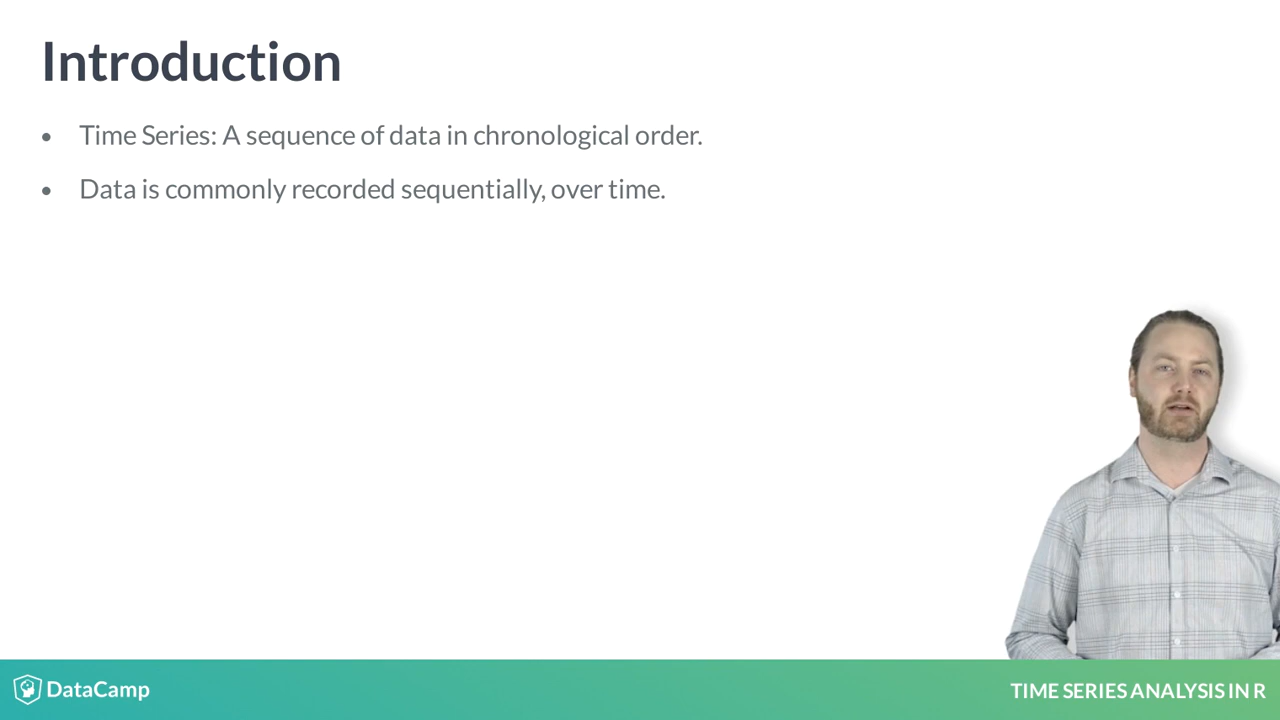 Introduction
• Time Series: A sequence of data in chronological order.
• Data is commonly recorded sequentially, over time.
DataCamp
TIME SERIES ANALYSIS IN R